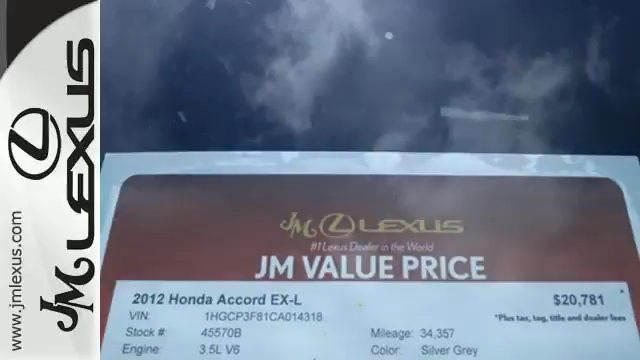 www.jmlexus.com
JM LEXUS
JM LEXUS
#1 Lexus Dealer in the World
JM VALUE PRICE
2012 Honda Accord EX-L $20,781
VIN: 1HGCP3F81CA014318 *Plus tax, tag, title and dealer fees
Stock #: 45570B Mileage: 34,357
Engine: 3.5L V6 Color: Silver Grey